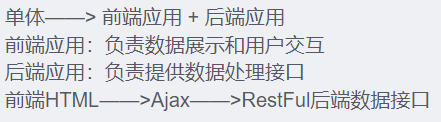 单体——> 前端应用 + 后端应用
前端应用：负责数据展示和用户交互
后端应用：负责提供数据处理接口
前端HTML——>Ajax——>RestFul后端数据接口